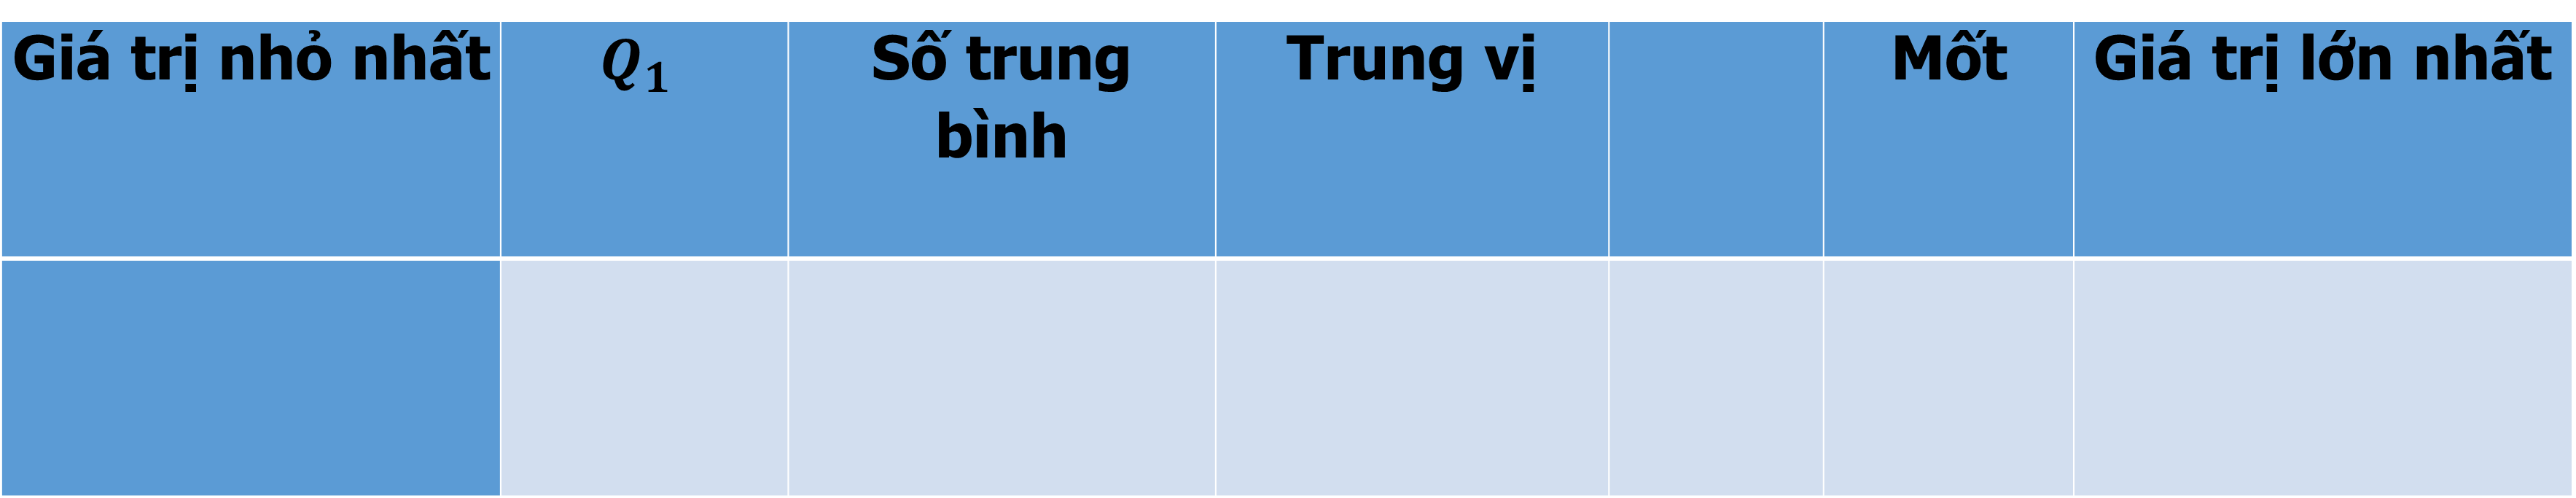 Giá trị nhỏ nhất
Q₁
Số trung
bình
Trung vị
Mốt
Giá trị lớn nhất